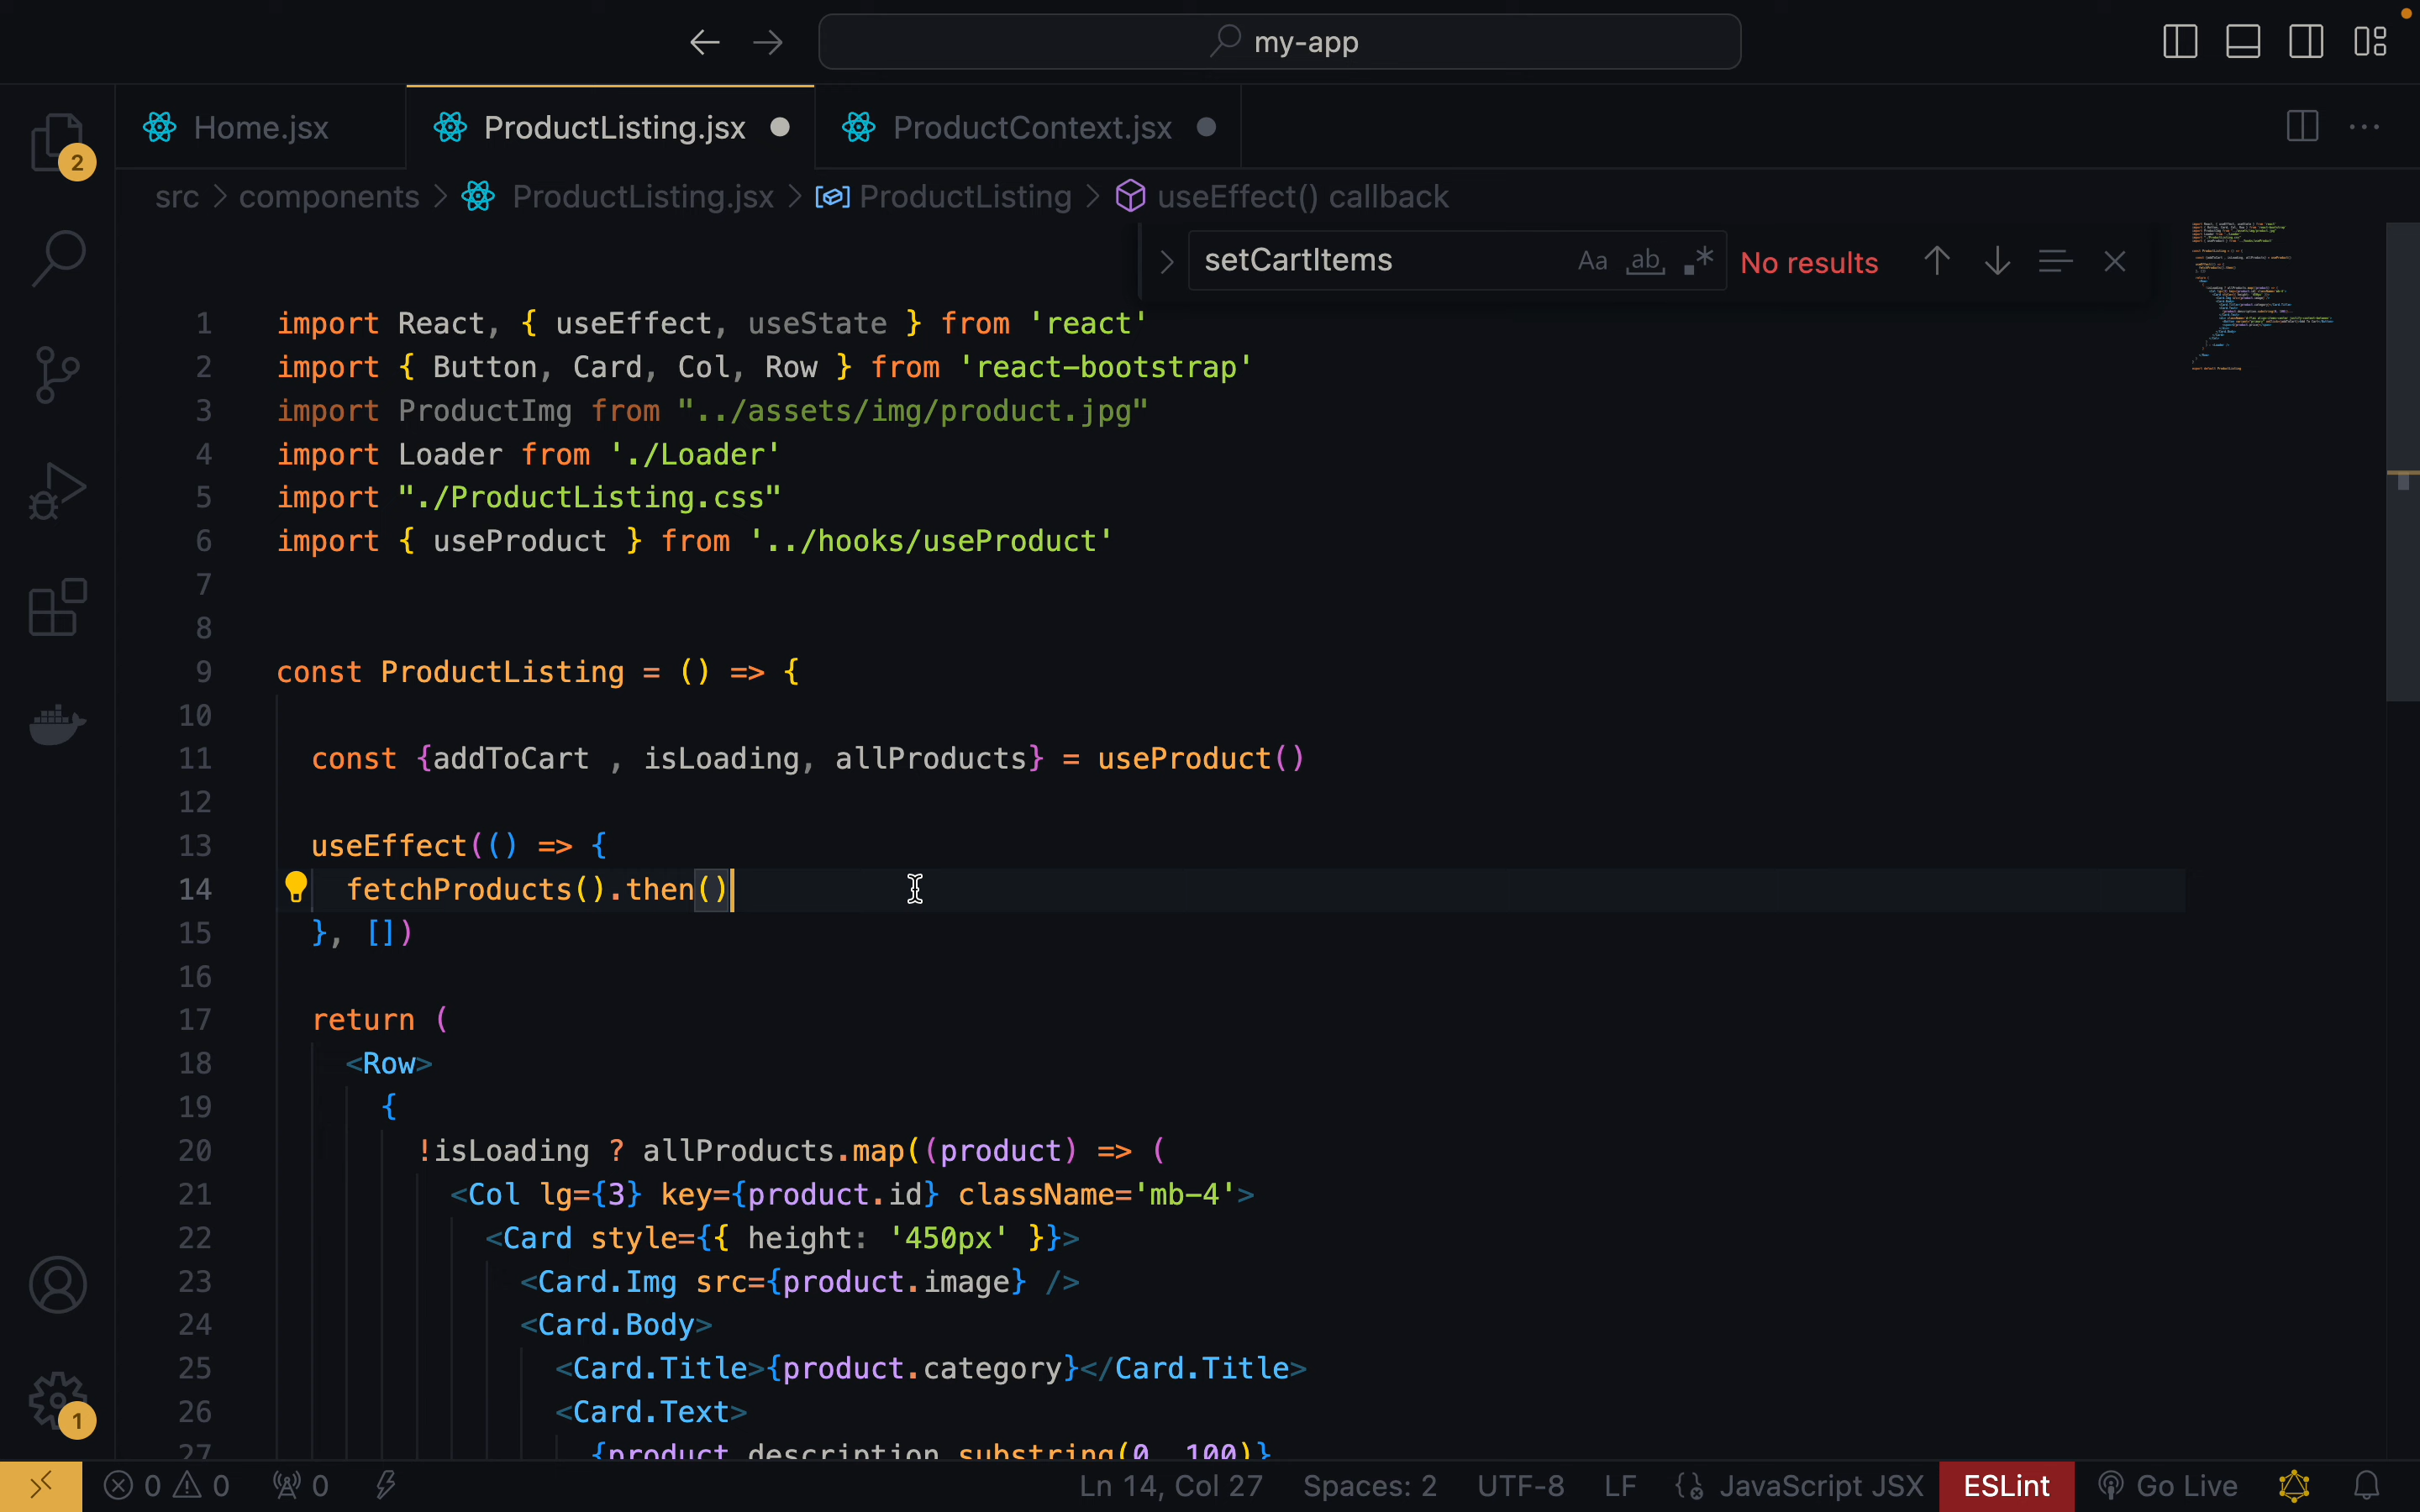 my-app
Home.jsx
ProductListing.jsx
ProductContext.jsx
2
src > components > ProductListing.jsx > ProductListing > useEffect() callback
setCartItems Aa ab .* No results
1 import React, { useEffect, useState } from 'react'
2 import { Button, Card, Col, Row } from 'react-bootstrap'
3 import ProductImg from "../assets/img/product.jpg"
4 import Loader from './Loader'
5 import "./ProductListing.css"
6 import { useProduct } from '../hooks/useProduct'
7
8
9 const ProductListing = () => {
10
11 const {addToCart , isLoading, allProducts} = useProduct()
12
13 useEffect(() => {
14 fetchProducts().then()
15 }, [])
16
17 return (
18 <Row>
19 {
20 !isLoading ? allProducts.map((product) => (
21 <Col lg={3} key={product.id} className='mb-4'>
22 <Card style={{ height: '450px' }}>
23 <Card.Img src={product.image} />
24 <Card.Body>
25 <Card.Title>{product.category}</Card.Title>
26 <Card.Text>
27 {product.description.substring(0, 100)}
1
0 0 0 Ln 14, Col 27 Spaces: 2 UTF-8 LF JavaScript JSX ESLint Go Live